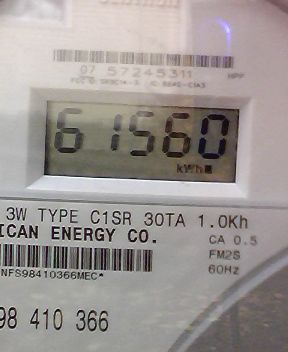 07 57245311 HPP
61560
kWh
3W TYPE C1SR 30TA 1.0Kh
ICAN ENERGY CO.
CA 0.5
FM2S
60Hz
NFS98410366MEC*
98 410 366